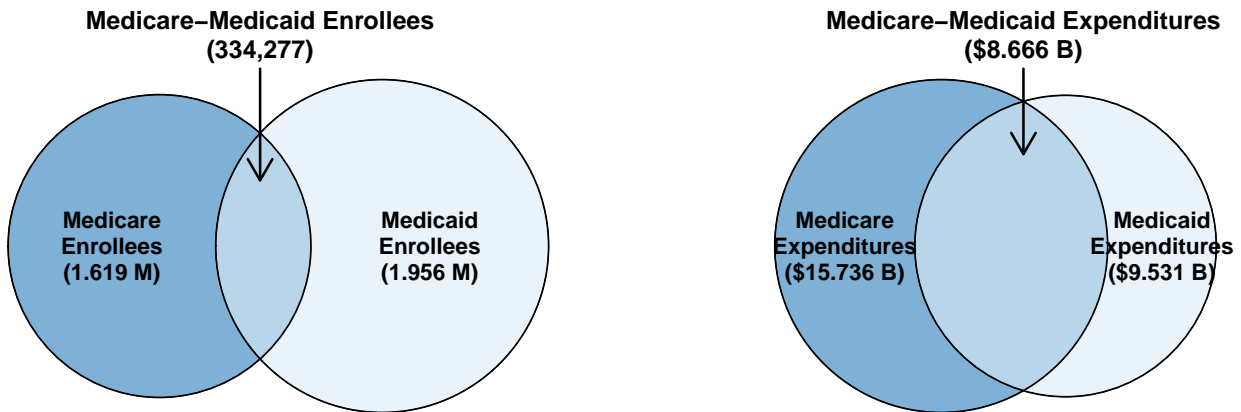 Medicare−Medicaid Enrollees
(334,277)
Medicare
Enrollees
(1.619 M)
Medicaid
Enrollees
(1.956 M)
Medicare−Medicaid Expenditures
($8.666 B)
Medicare
Expenditures
($15.736 B)
Medicaid
Expenditures
($9.531 B)